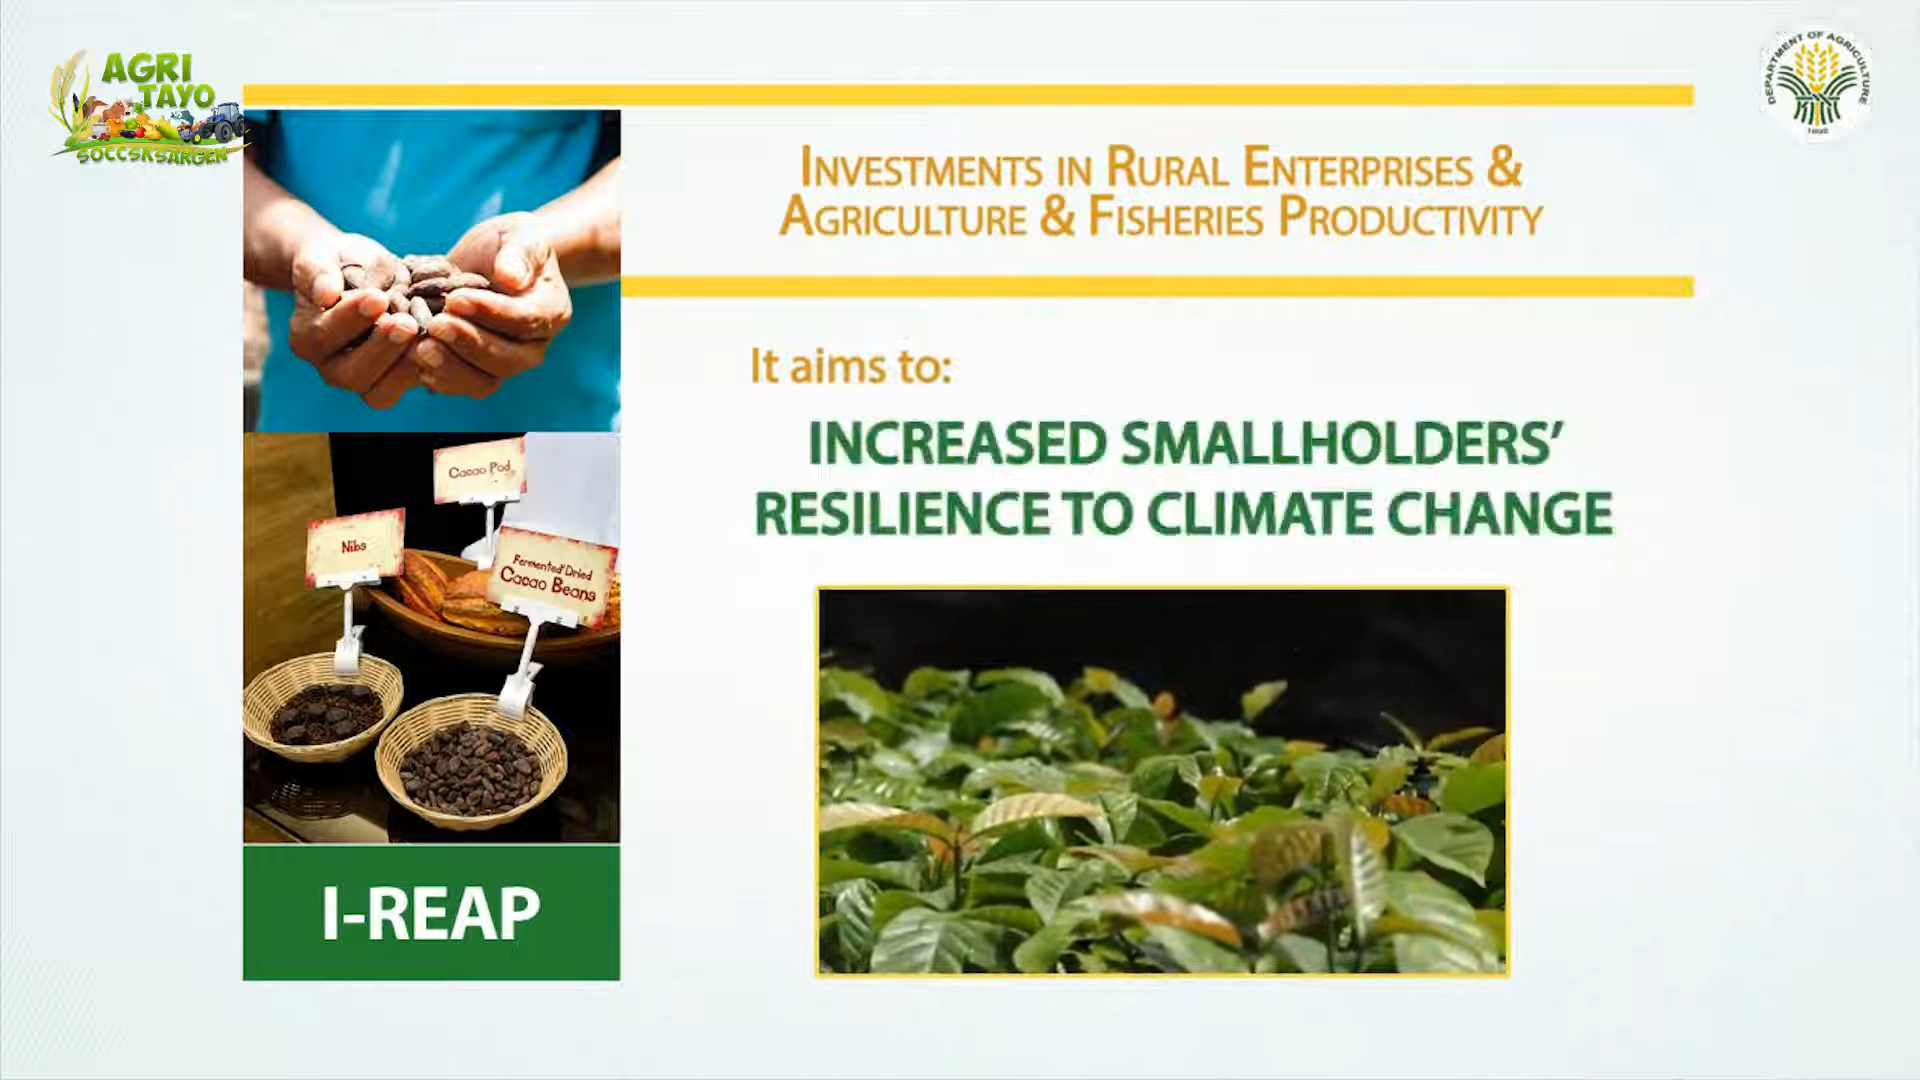 AGRI
TAYO
SOCCSKSARGEN
DEPARTMENT OF AGRICULTURE
1898
INVESTMENTS IN RURAL ENTERPRISES &
AGRICULTURE & FISHERIES PRODUCTIVITY
It aims to:
INCREASED SMALLHOLDERS’
RESILIENCE TO CLIMATE CHANGE
Cacao Pod
Nibs
Fermented Dried
Cacao Beans
I-REAP